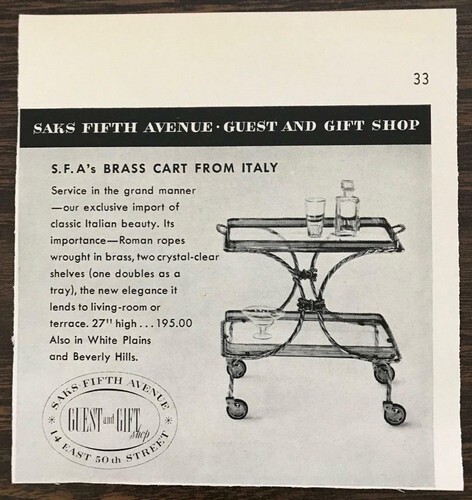 33
SAKS FIFTH AVENUE · GUEST AND GIFT SHOP
S.F.A's BRASS CART FROM ITALY
Service in the grand manner
—our exclusive import of
classic Italian beauty. Its
importance—Roman ropes
wrought in brass, two crystal-clear
shelves (one doubles as a
tray), the new elegance it
lends to living-room or
terrace. 27" high...195.00
Also in White Plains
and Beverly Hills.
SAKS FIFTH AVENUE
GUEST and GIFT
shop
14 EAST 50th STREET